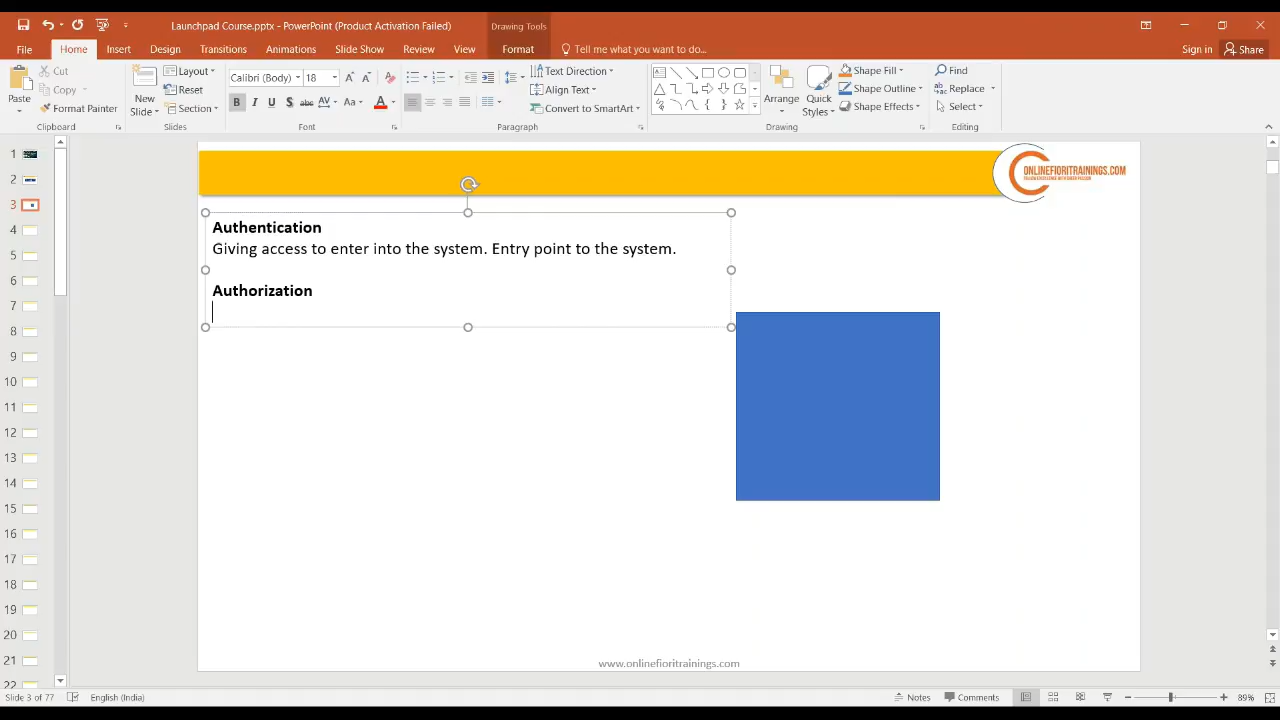 Launchpad Course.pptx - PowerPoint (Product Activation Failed)
Drawing Tools
File Home Insert Design Transitions Animations Slide Show Review View Format Tell me what you want to do... Sign in Share
Paste Cut Copy Format Painter
Clipboard
New Slide Layout Reset Section
Slides
Calibri (Body) 18
B I U S abc AV Aa A
Font
Text Direction Align Text Convert to SmartArt
Paragraph
Arrange Quick Styles Shape Fill Shape Outline Shape Effects
Drawing
Find Replace Select
Editing
1
2
3
4
5
6
7
8
9
10
11
12
13
14
15
16
17
18
19
20
21
22
ONLINEFIORITRAININGS.COM
Authentication
Giving access to enter into the system. Entry point to the system.
Authorization
www.onlinefioritrainings.com
Slide 3 of 77 English (India) Notes Comments 89%